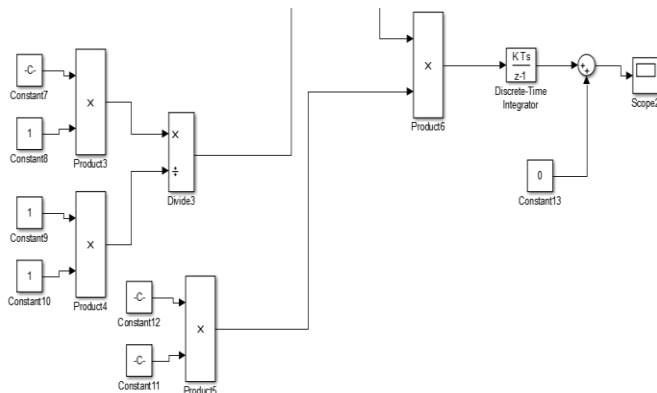 -C-
Constant7
1
Constant8
X
Product3
1
Constant9
1
Constant10
X
Product4
X
÷
Divide3
-C-
Constant12
-C-
Constant11
X
Product5
X
Product6
KTs
z-1
Discrete-Time
Integrator
+
+
0
Constant13
Scope2